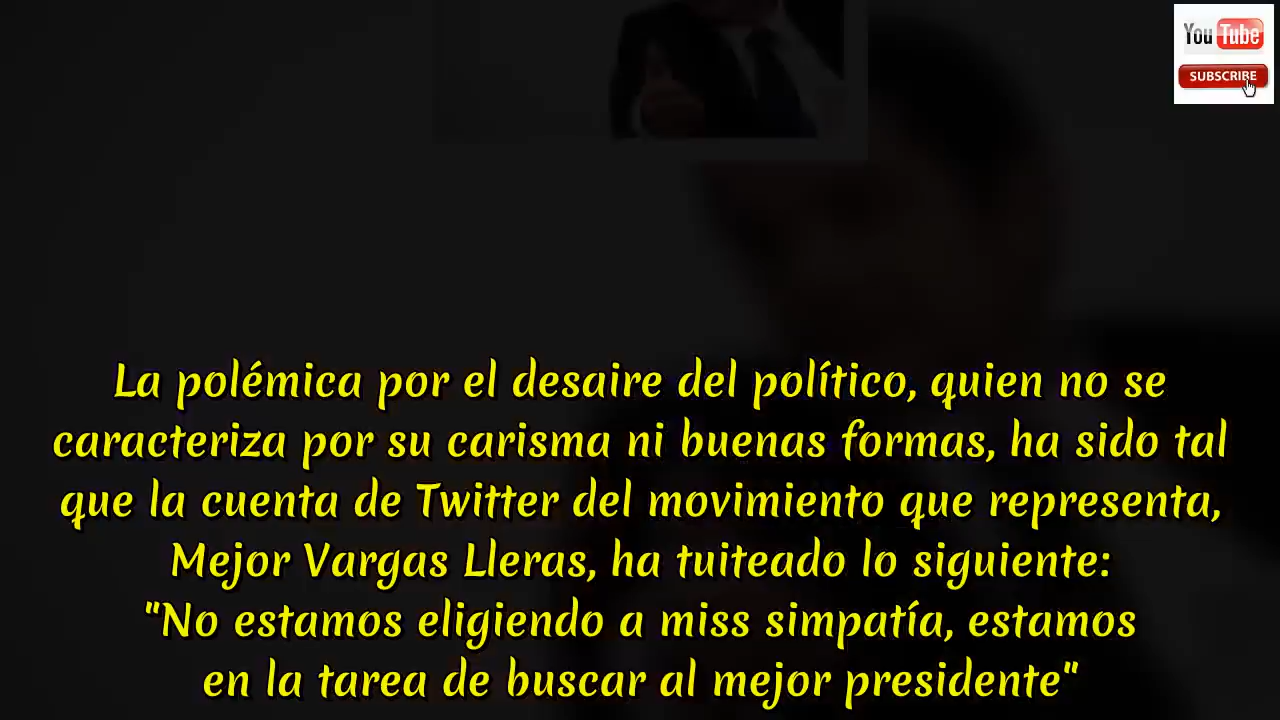 You Tube
SUBSCRIBE
La polémica por el desaire del político, quien no se
caracteriza por su carisma ni buenas formas, ha sido tal
que la cuenta de Twitter del movimiento que representa,
Mejor Vargas Lleras, ha tuiteado lo siguiente:
"No estamos eligiendo a miss simpatía, estamos
en la tarea de buscar al mejor presidente"